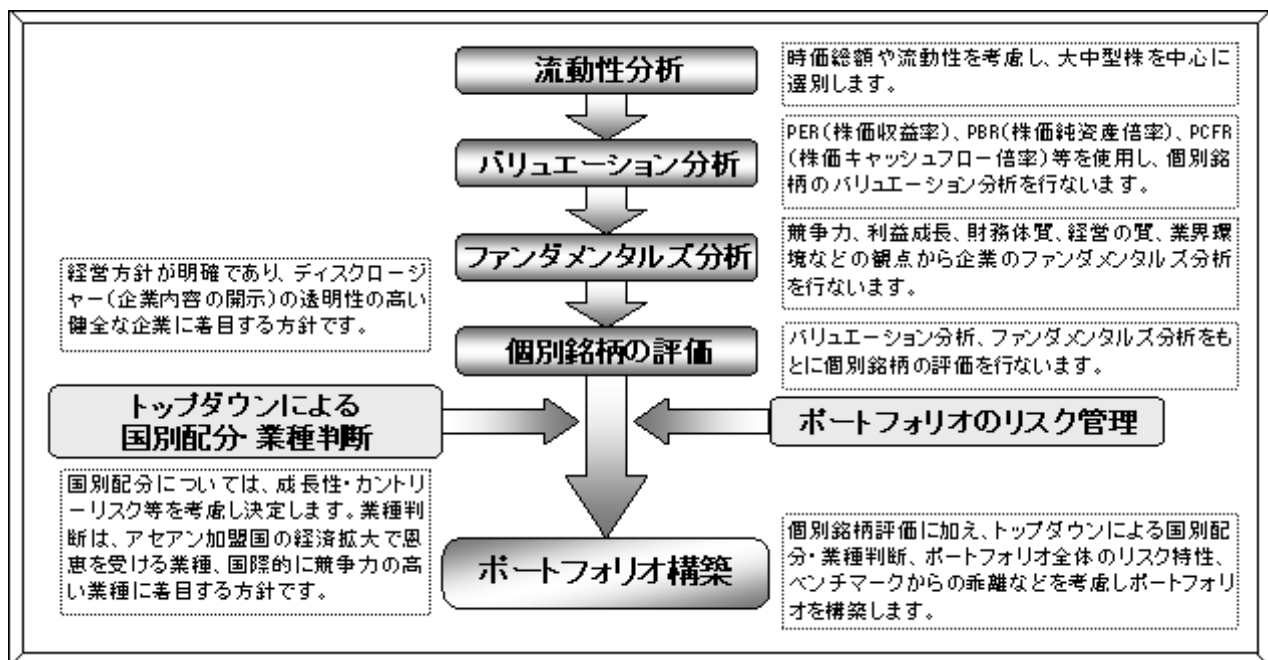 流動性分析
時価総額や流動性を考慮し、大中型株を中心に
選別します。
バリュエーション分析
PER(株価収益率)、PBR(株価純資産倍率)、PCFR
(株価キャッシュフロー倍率)等を使用し、個別銘
柄のバリュエーション分析を行ないます。
ファンダメンタルズ分析
競争力、利益成長、財務体質、経営の質、業界環
境などの観点から企業のファンダメンタルズ分析
を行ないます。
経営方針が明確であり、ディスクロージ
ャー(企業内容の開示)の透明性の高い
健全な企業に着目する方針です。
個別銘柄の評価
バリュエーション分析、ファンダメンタルズ分析をも
とに個別銘柄の評価を行ないます。
トップダウンによる
国別配分・業種判断
ポートフォリオのリスク管理
国別配分については、成長性・カントリ
ーリスク等を考慮し決定します。業種判
断は、アセアン加盟国の経済拡大で恩
恵を受ける業種、国際的に競争力の高
い業種に着目する方針です。
ポートフォリオ構築
個別銘柄評価に加え、トップダウンによる国別配
分・業種判断、ポートフォリオ全体のリスク特性、
ベンチマークからの乖離などを考慮しポートフォリ
オを構築します。